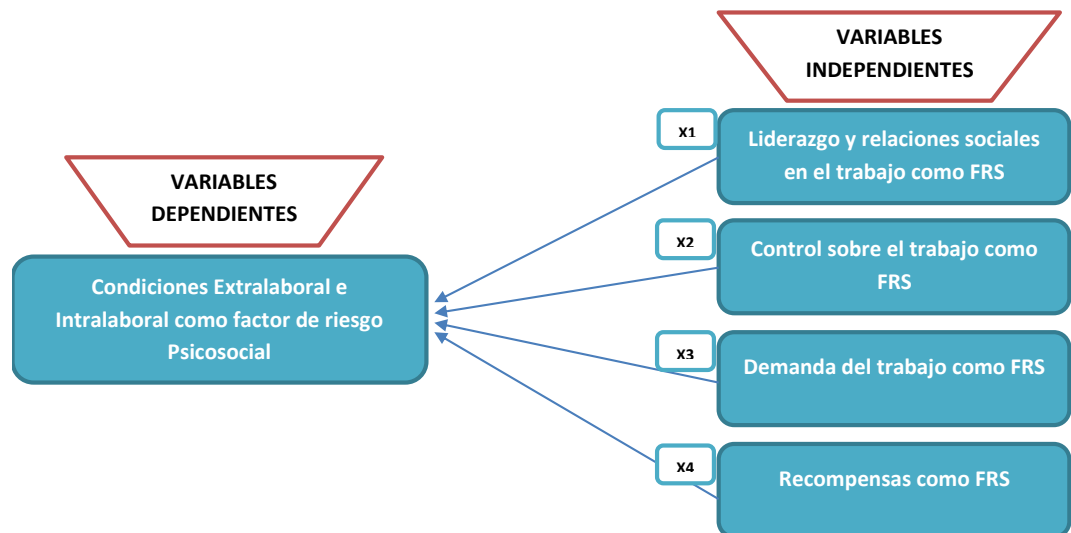 VARIABLES
INDEPENDIENTES
X1
Liderazgo y relaciones sociales
en el trabajo como FRS
VARIABLES
DEPENDIENTES
X2
Control sobre el trabajo como
FRS
Condiciones Extralaboral e
Intralaboral como factor de riesgo
Psicosocial
X3
Demanda del trabajo como FRS
X4
Recompensas como FRS